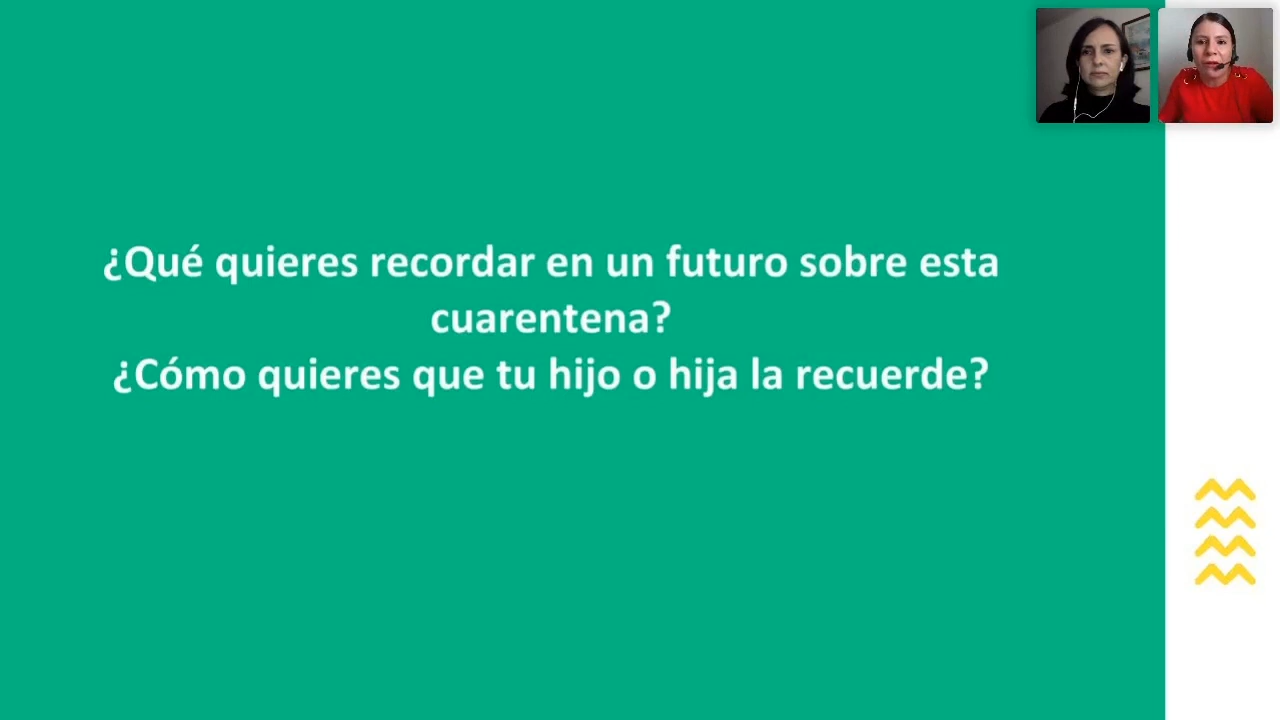 ¿Qué quieres recordar en un futuro sobre esta
cuarentena?
¿Cómo quieres que tu hijo o hija la recuerde?